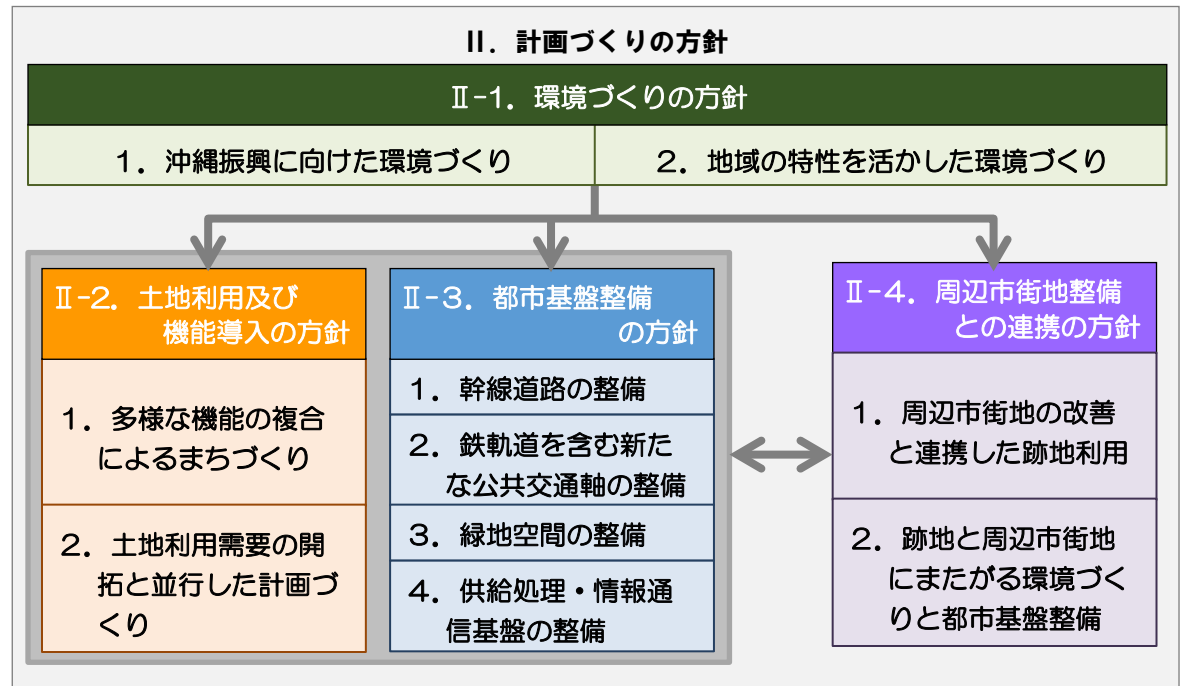 Ⅱ．計画づくりの方針
Ⅱ-１．環境づくりの方針
１．沖縄振興に向けた環境づくり
２．地域の特性を活かした環境づくり
Ⅱ-２．土地利用及び
機能導入の方針
１．多様な機能の複合
によるまちづくり
２．土地利用需要の開
拓と並行した計画づ
くり
Ⅱ-３．都市基盤整備
の方針
１．幹線道路の整備
２．鉄軌道を含む新た
な公共交通軸の整備
３．緑地空間の整備
４．供給処理・情報通
信基盤の整備
Ⅱ-４．周辺市街地整備
との連携の方針
１．周辺市街地の改善
と連携した跡地利用
２．跡地と周辺市街地
にまたがる環境づく
りと都市基盤整備